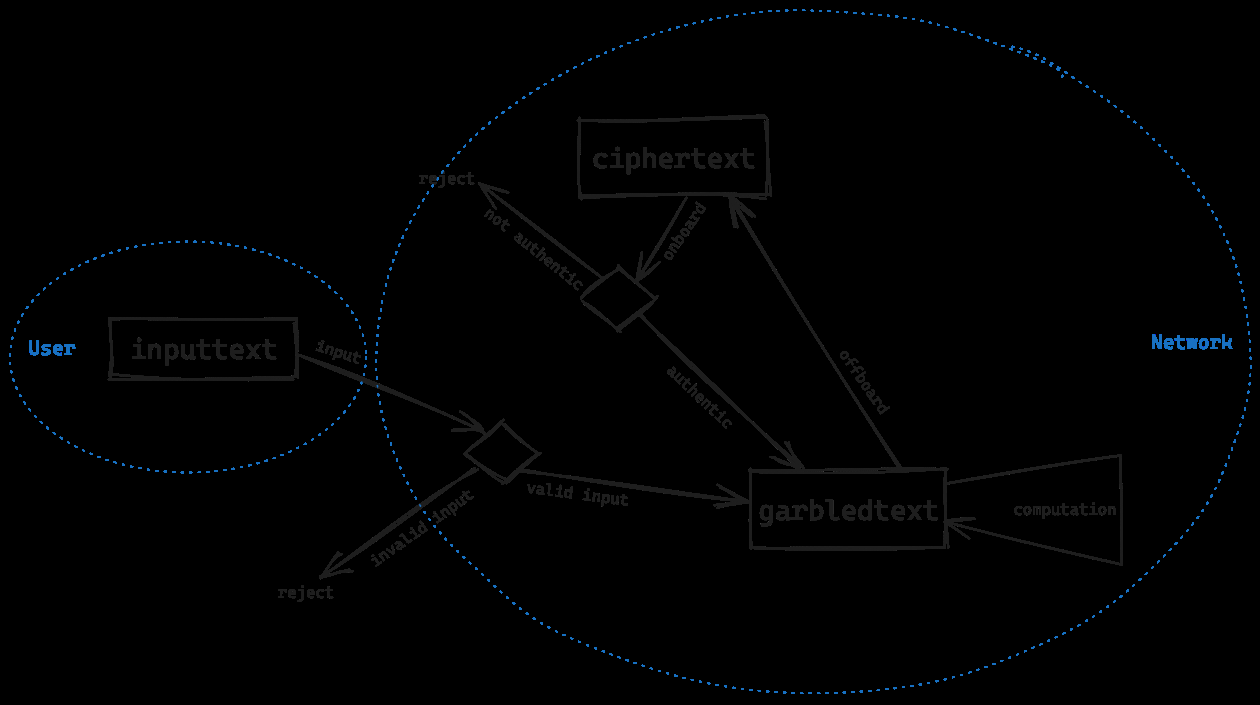 ciphertext
reject
not authentic
onboard
User
inputtext
input
Network
offboard
authentic
valid input
invalid input
garbledtext
computation
reject